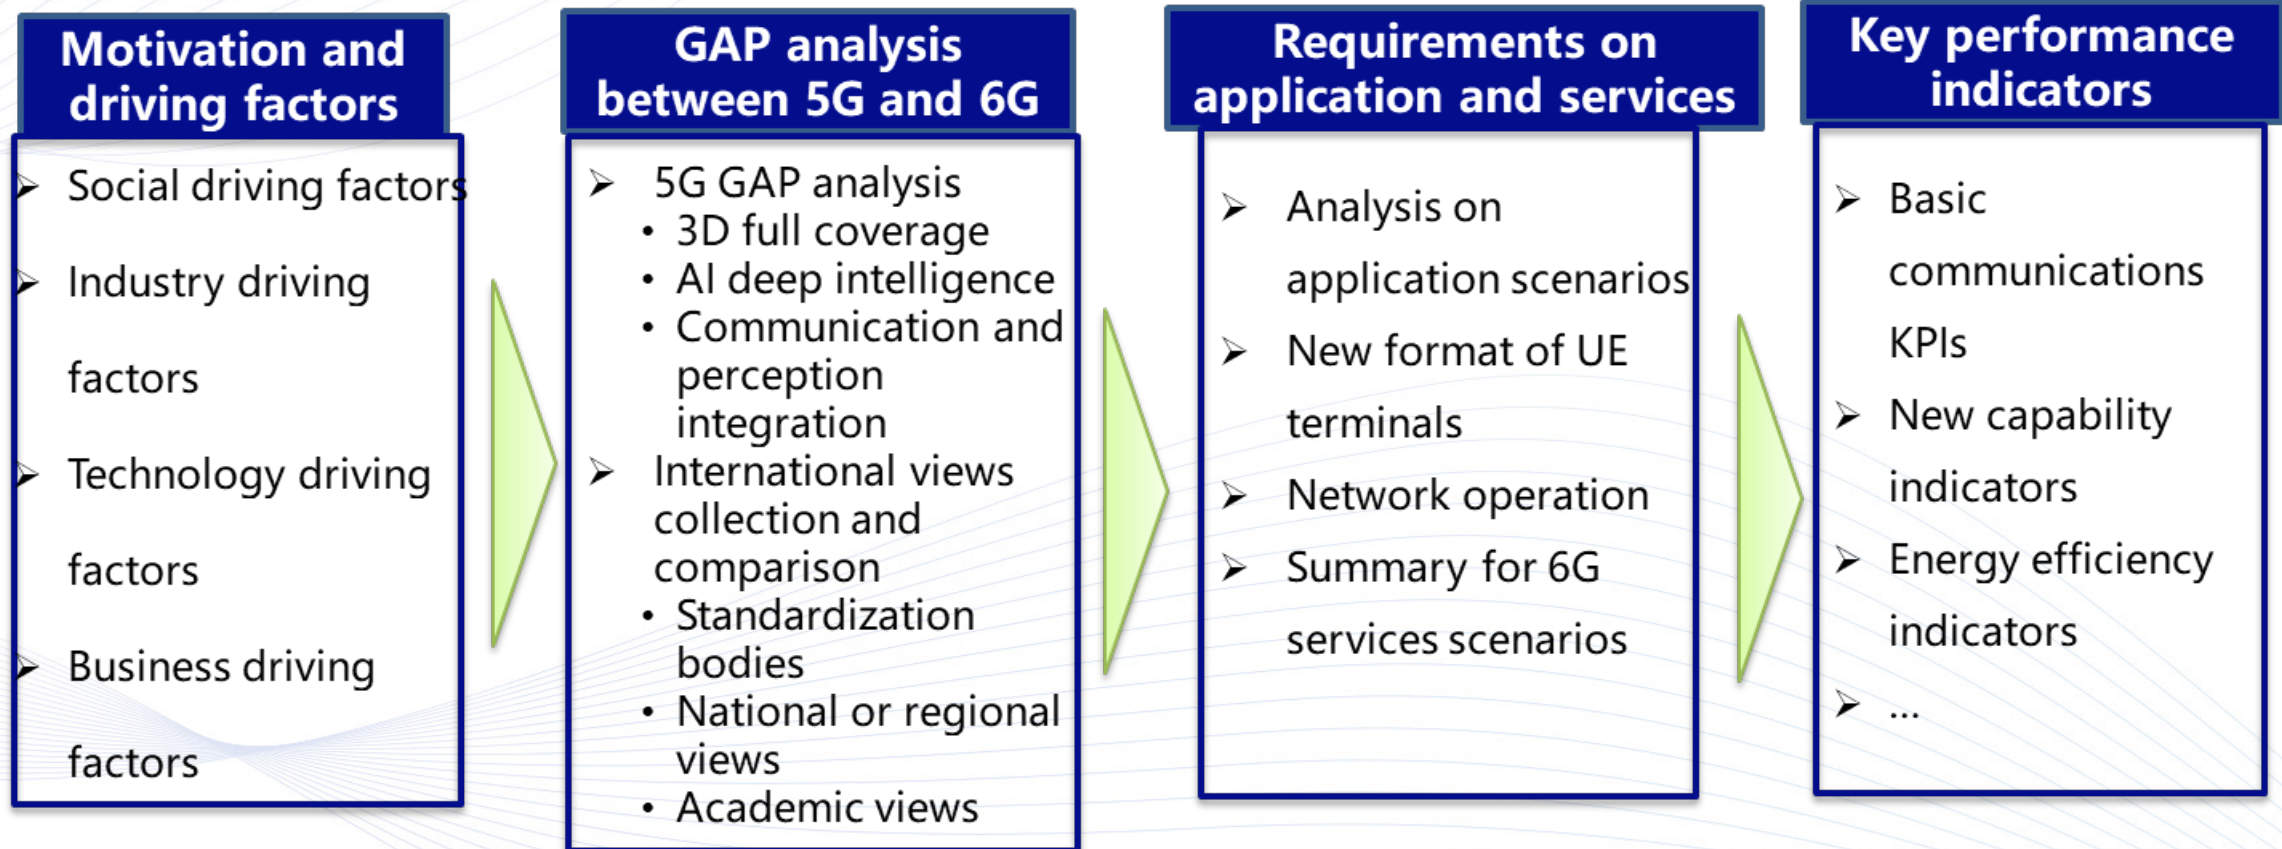 Motivation and
driving factors
➢ Social driving factors
➢ Industry driving
factors
➢ Technology driving
factors
➢ Business driving
factors
GAP analysis
between 5G and 6G
➢ 5G GAP analysis
• 3D full coverage
• AI deep intelligence
• Communication and
perception
integration
➢ International views
collection and
comparison
• Standardization
bodies
• National or regional
views
• Academic views
Requirements on
application and services
➢ Analysis on
application scenarios
➢ New format of UE
terminals
➢ Network operation
➢ Summary for 6G
services scenarios
Key performance
indicators
➢ Basic
communications
KPIs
➢ New capability
indicators
➢ Energy efficiency
indicators
➢ ...